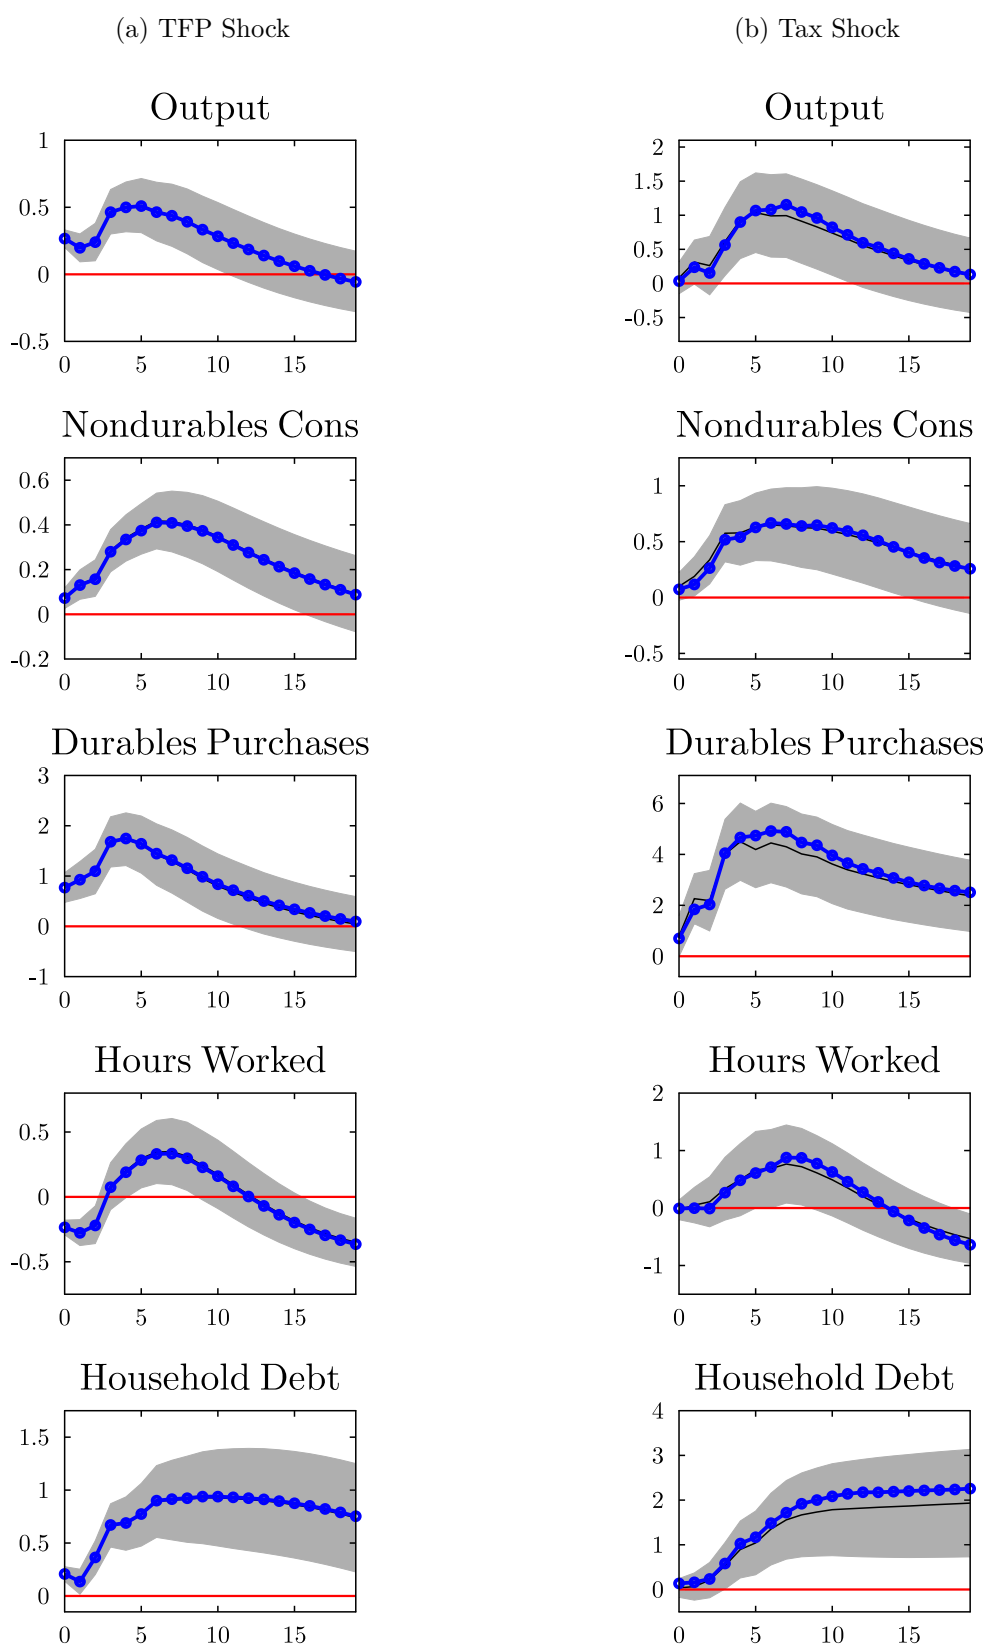 (a) TFP Shock
(b) Tax Shock
Output
1
0.5
0
-0.5
0 5 10 15
Output
2
1.5
1
0.5
0
-0.5
0 5 10 15
Nondurables Cons
0.6
0.4
0.2
0
-0.2
0 5 10 15
Nondurables Cons
1
0.5
0
-0.5
0 5 10 15
Durables Purchases
3
2
1
0
-1
0 5 10 15
Durables Purchases
6
4
2
0
0 5 10 15
Hours Worked
0.5
0
-0.5
0 5 10 15
Hours Worked
2
1
0
-1
0 5 10 15
Household Debt
1.5
1
0.5
0
0 5 10 15
Household Debt
4
3
2
1
0
0 5 10 15